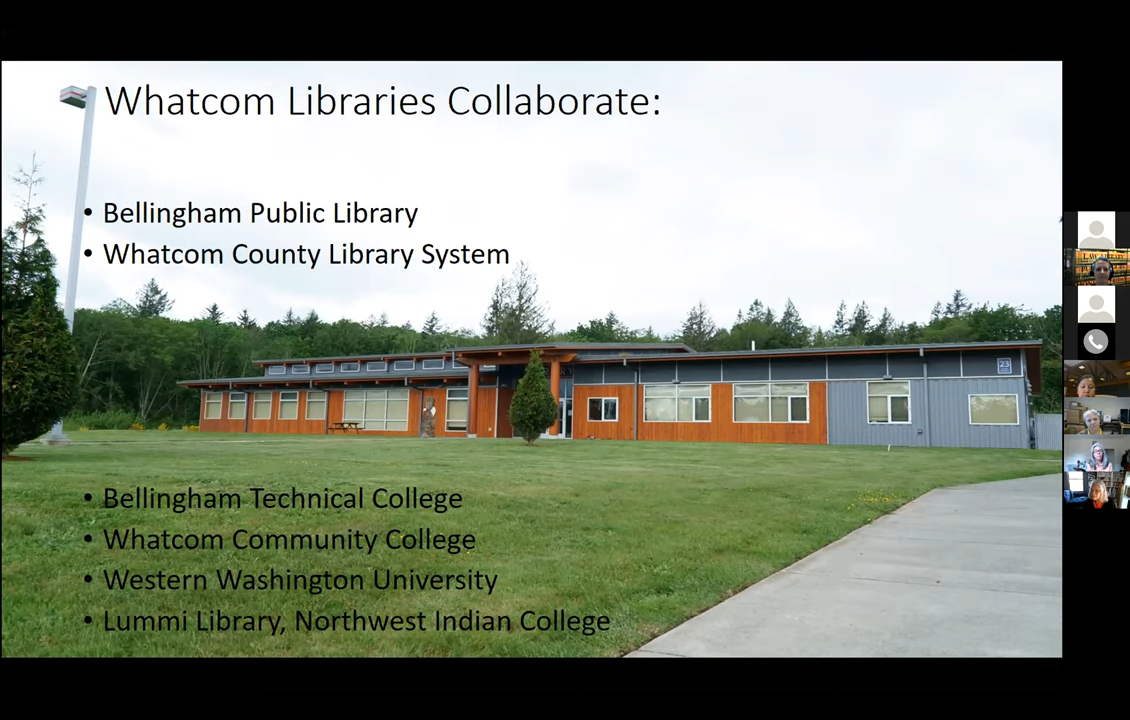 Whatcom Libraries Collaborate:
• Bellingham Public Library
• Whatcom County Library System
23
• Bellingham Technical College
• Whatcom Community College
• Western Washington University
• Lummi Library, Northwest Indian College